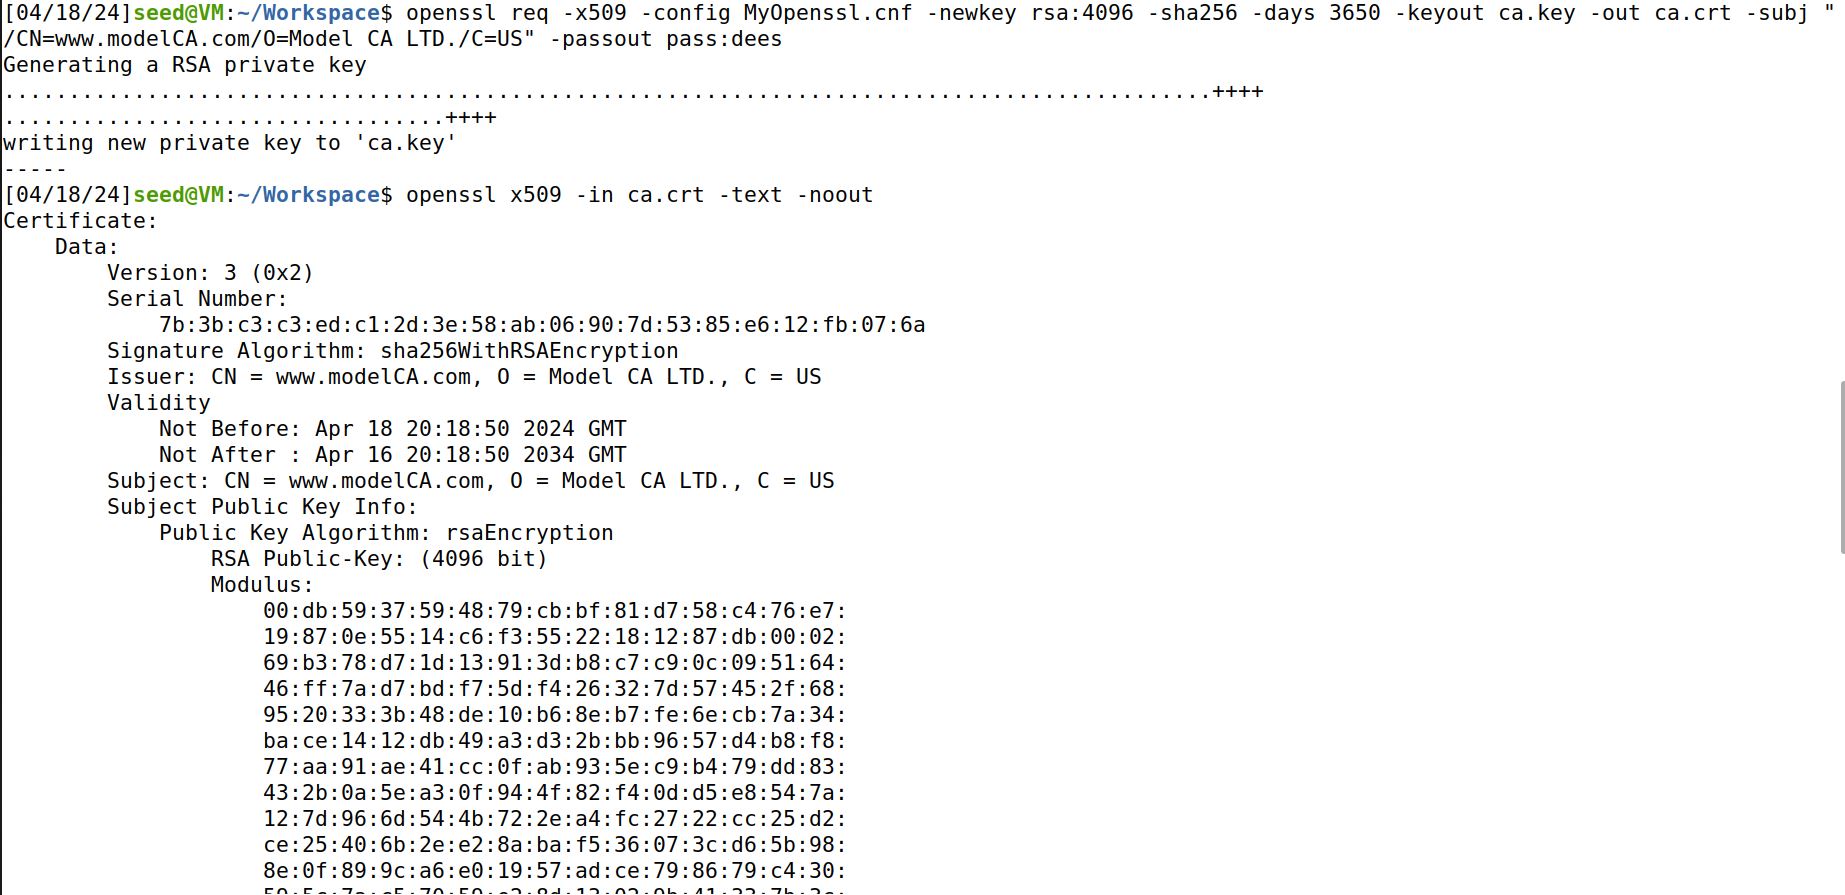 [04/18/24]seed@VM:~/Workspace$ openssl req -x509 -config MyOpenssl.cnf -newkey rsa:4096 -sha256 -days 3650 -keyout ca.key -out ca.crt -subj "
/CN=www.modelCA.com/O=Model CA LTD./C=US" -passout pass:dees
Generating a RSA private key
.............................................................................................++++
..................................++++
writing new private key to 'ca.key'
-----
[04/18/24]seed@VM:~/Workspace$ openssl x509 -in ca.crt -text -noout
Certificate:
    Data:
        Version: 3 (0x2)
        Serial Number:
            7b:3b:c3:c3:ed:c1:2d:3e:58:ab:06:90:7d:53:85:e6:12:fb:07:6a
        Signature Algorithm: sha256WithRSAEncryption
        Issuer: CN = www.modelCA.com, O = Model CA LTD., C = US
        Validity
            Not Before: Apr 18 20:18:50 2024 GMT
            Not After : Apr 16 20:18:50 2034 GMT
        Subject: CN = www.modelCA.com, O = Model CA LTD., C = US
        Subject Public Key Info:
            Public Key Algorithm: rsaEncryption
                RSA Public-Key: (4096 bit)
                Modulus:
                    00:db:59:37:59:48:79:cb:bf:81:d7:58:c4:76:e7:
                    19:87:0e:55:14:c6:f3:55:22:18:12:87:db:00:02:
                    69:b3:78:d7:1d:13:91:3d:b8:c7:c9:0c:09:51:64:
                    46:ff:7a:d7:bd:f7:5d:f4:26:32:7d:57:45:2f:68:
                    95:20:33:3b:48:de:10:b6:8e:b7:fe:6e:cb:7a:34:
                    ba:ce:14:12:db:49:a3:d3:2b:bb:96:57:d4:b8:f8:
                    77:aa:91:ae:41:cc:0f:ab:93:5e:c9:b4:79:dd:83:
                    43:2b:0a:5e:a3:0f:94:4f:82:f4:0d:d5:e8:54:7a:
                    12:7d:96:6d:54:4b:72:2e:a4:fc:27:22:cc:25:d2:
                    ce:25:40:6b:2e:e2:8a:ba:f5:36:07:3c:d6:5b:98:
                    8e:0f:89:9c:a6:e0:19:57:ad:ce:79:86:79:c4:30: